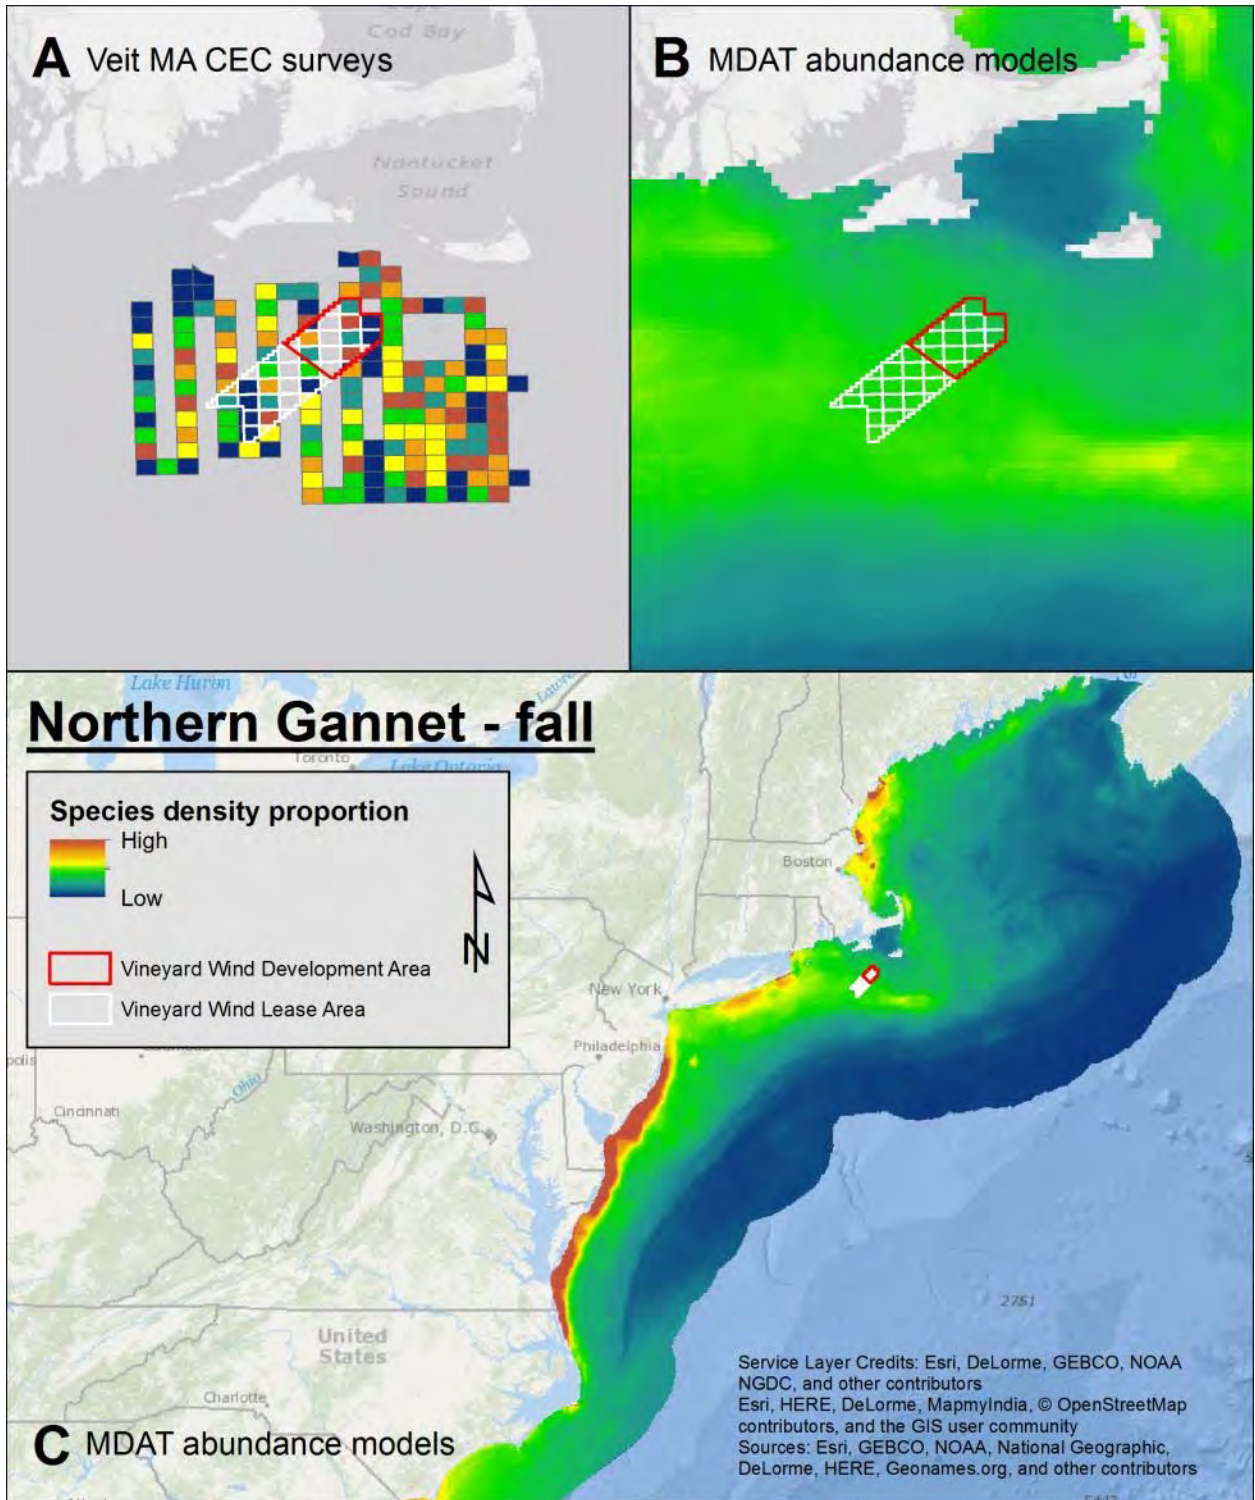 A Veit MA CEC surveys
Cod Bay
Nantucket
Sound
B MDAT abundance models
Lake Huron
Northern Gannet - fall
Toronto
Lake Ontario
Species density proportion
High
Low
N
Vineyard Wind Development Area
Vineyard Wind Lease Area
Boston
New York
Philadelphia
Ohio
Cincinnati
Washington, D.C.
2751
United
States
Charlotte
Service Layer Credits: Esri, DeLorme, GEBCO, NOAA
NGDC, and other contributors
Esri, HERE, DeLorme, MapmyIndia, © OpenStreetMap
contributors, and the GIS user community
Sources: Esri, GEBCO, NOAA, National Geographic,
DeLorme, HERE, Geonames.org, and other contributors
C MDAT abundance models